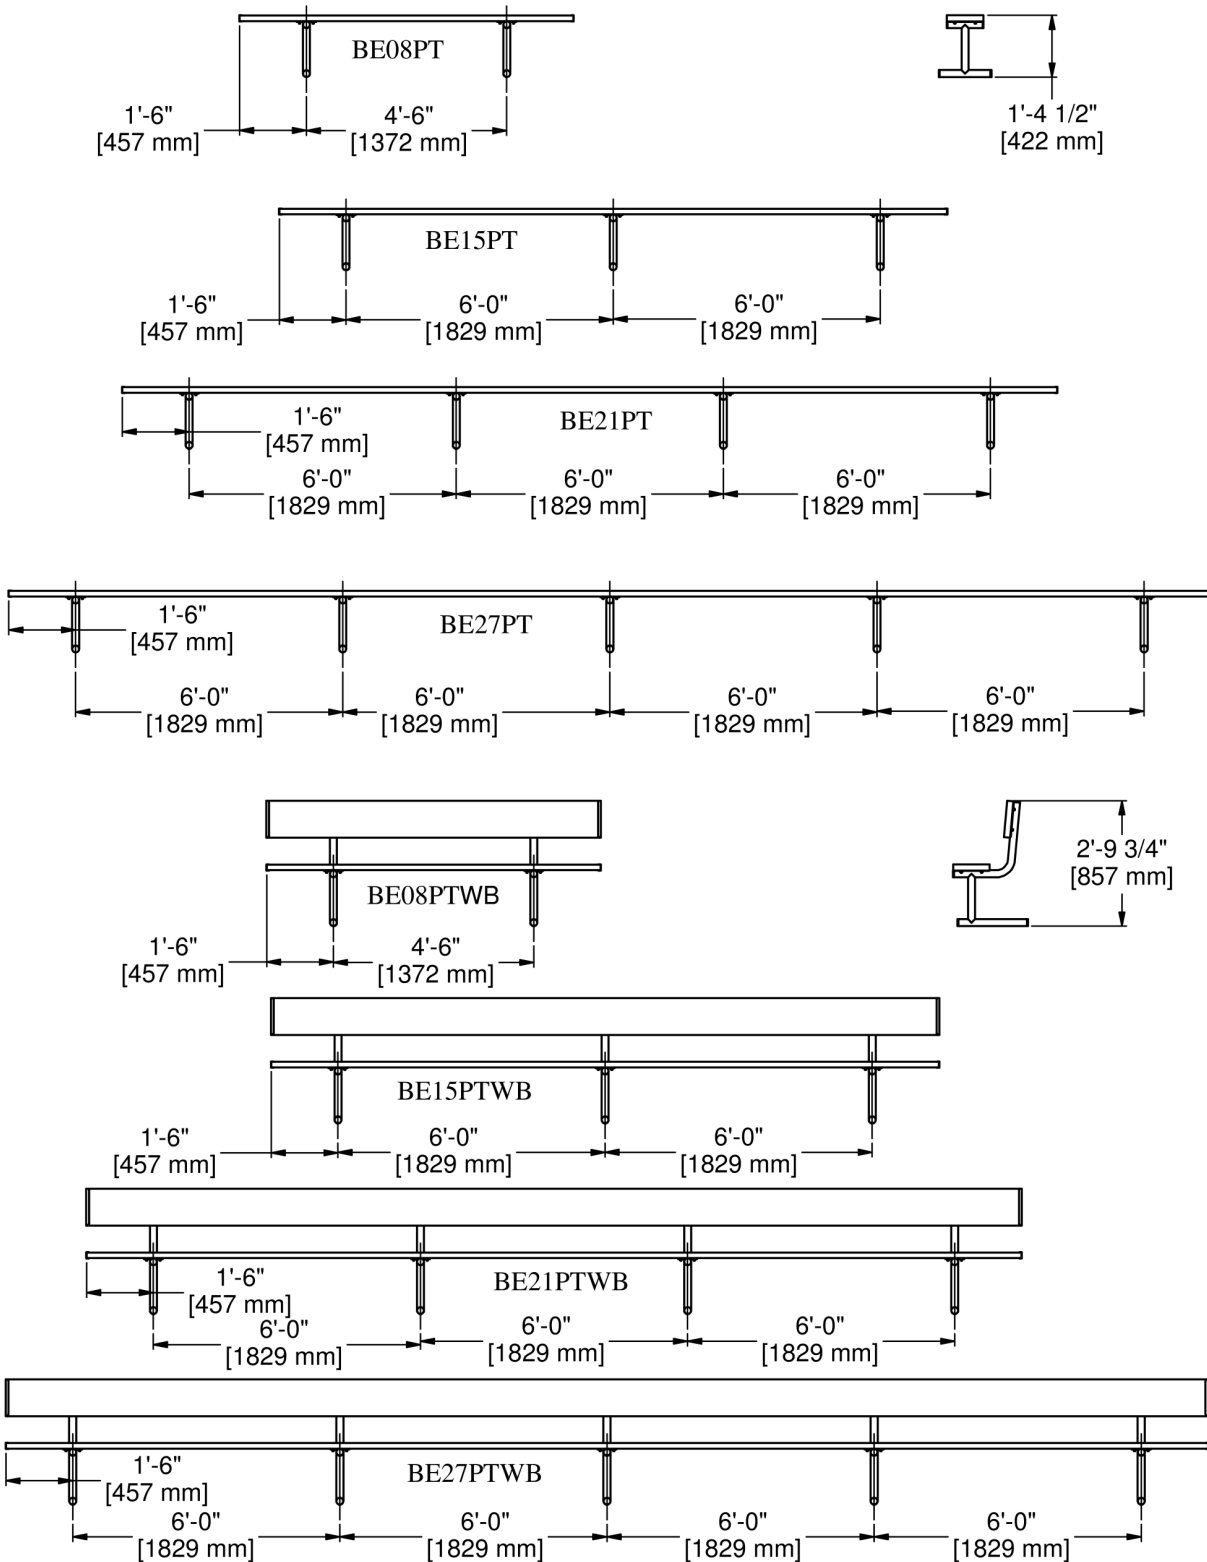 BE08PT
1'-6"
[457 mm]
4'-6"
[1372 mm]
1'-4 1/2"
[422 mm]
BE15PT
1'-6"
[457 mm]
6'-0"
[1829 mm]
6'-0"
[1829 mm]
1'-6"
[457 mm]
BE21PT
6'-0"
[1829 mm]
6'-0"
[1829 mm]
6'-0"
[1829 mm]
1'-6"
[457 mm]
BE27PT
6'-0"
[1829 mm]
6'-0"
[1829 mm]
6'-0"
[1829 mm]
6'-0"
[1829 mm]
2'-9 3/4"
[857 mm]
BE08PTWB
1'-6"
[457 mm]
4'-6"
[1372 mm]
BE15PTWB
1'-6"
[457 mm]
6'-0"
[1829 mm]
6'-0"
[1829 mm]
1'-6"
[457 mm]
BE21PTWB
6'-0"
[1829 mm]
6'-0"
[1829 mm]
6'-0"
[1829 mm]
1'-6"
[457 mm]
BE27PTWB
6'-0"
[1829 mm]
6'-0"
[1829 mm]
6'-0"
[1829 mm]
6'-0"
[1829 mm]